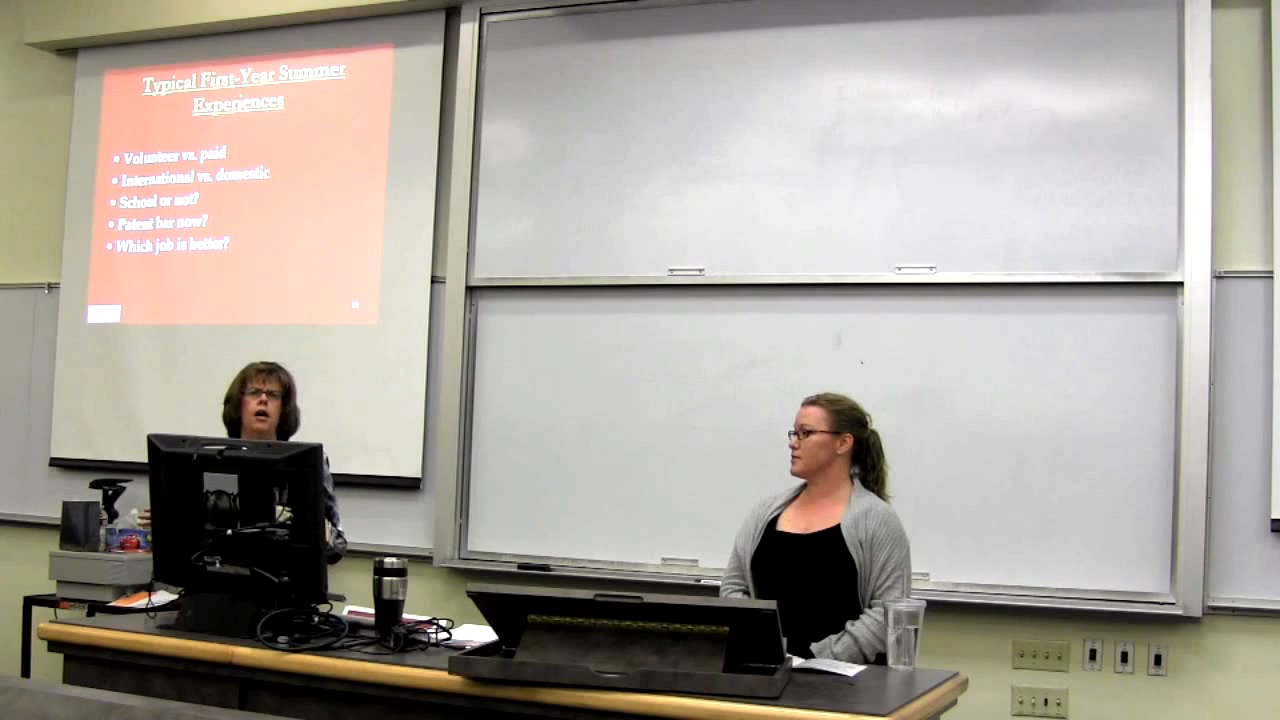 Typical First-Year Summer
Experiences
• Volunteer vs. paid
• International vs. domestic
• School or not?
• Patent bar now?
• Which job is better?